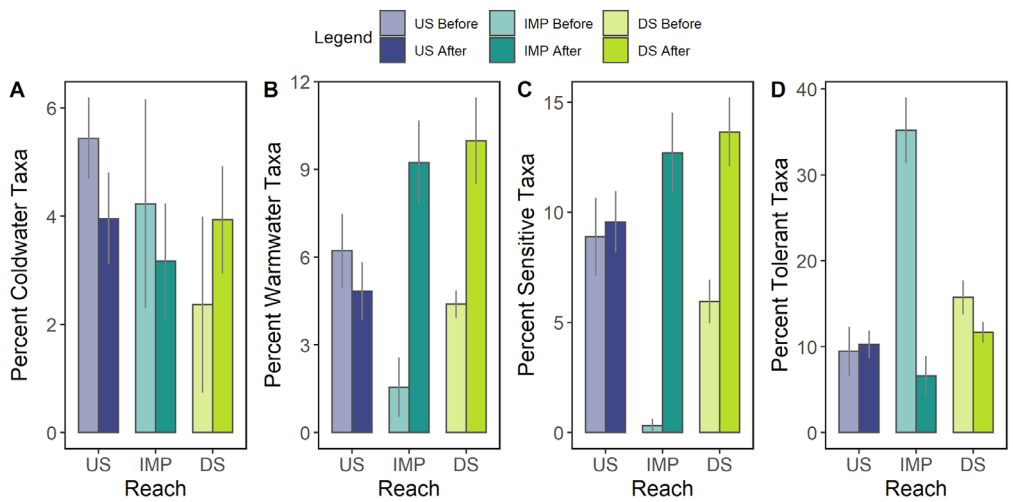 Legend
US Before
IMP Before
DS Before
US After
IMP After
DS After
A
Percent Coldwater Taxa
6
4
2
0
US IMP DS
Reach
B
Percent Warmwater Taxa
12
9
6
3
0
US IMP DS
Reach
C
Percent Sensitive Taxa
15
10
5
0
US IMP DS
Reach
D
Percent Tolerant Taxa
40
30
20
10
0
US IMP DS
Reach